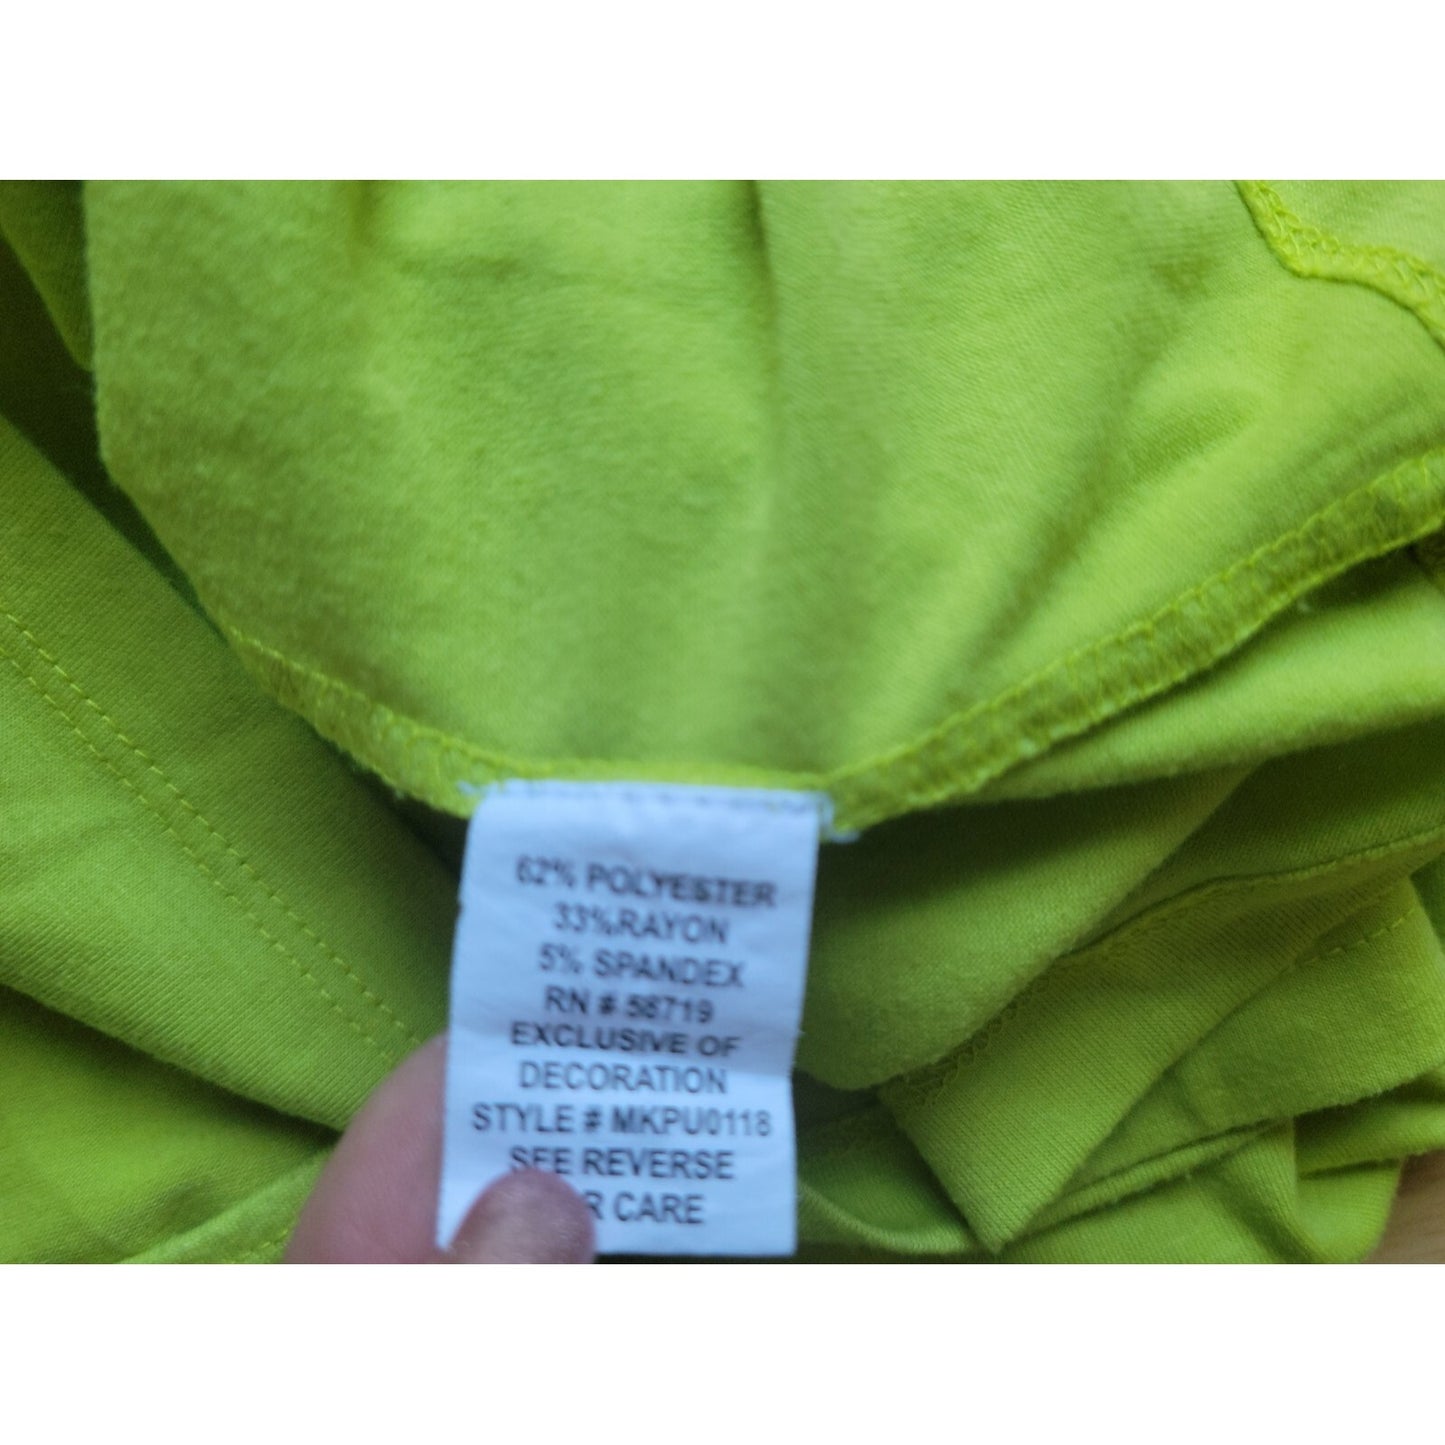 62% POLYESTER
33%RAYON
5% SPANDEX
RN # 58719
EXCLUSIVE OF
DECORATION
STYLE # MKPU0118
SEE REVERSE
CARE